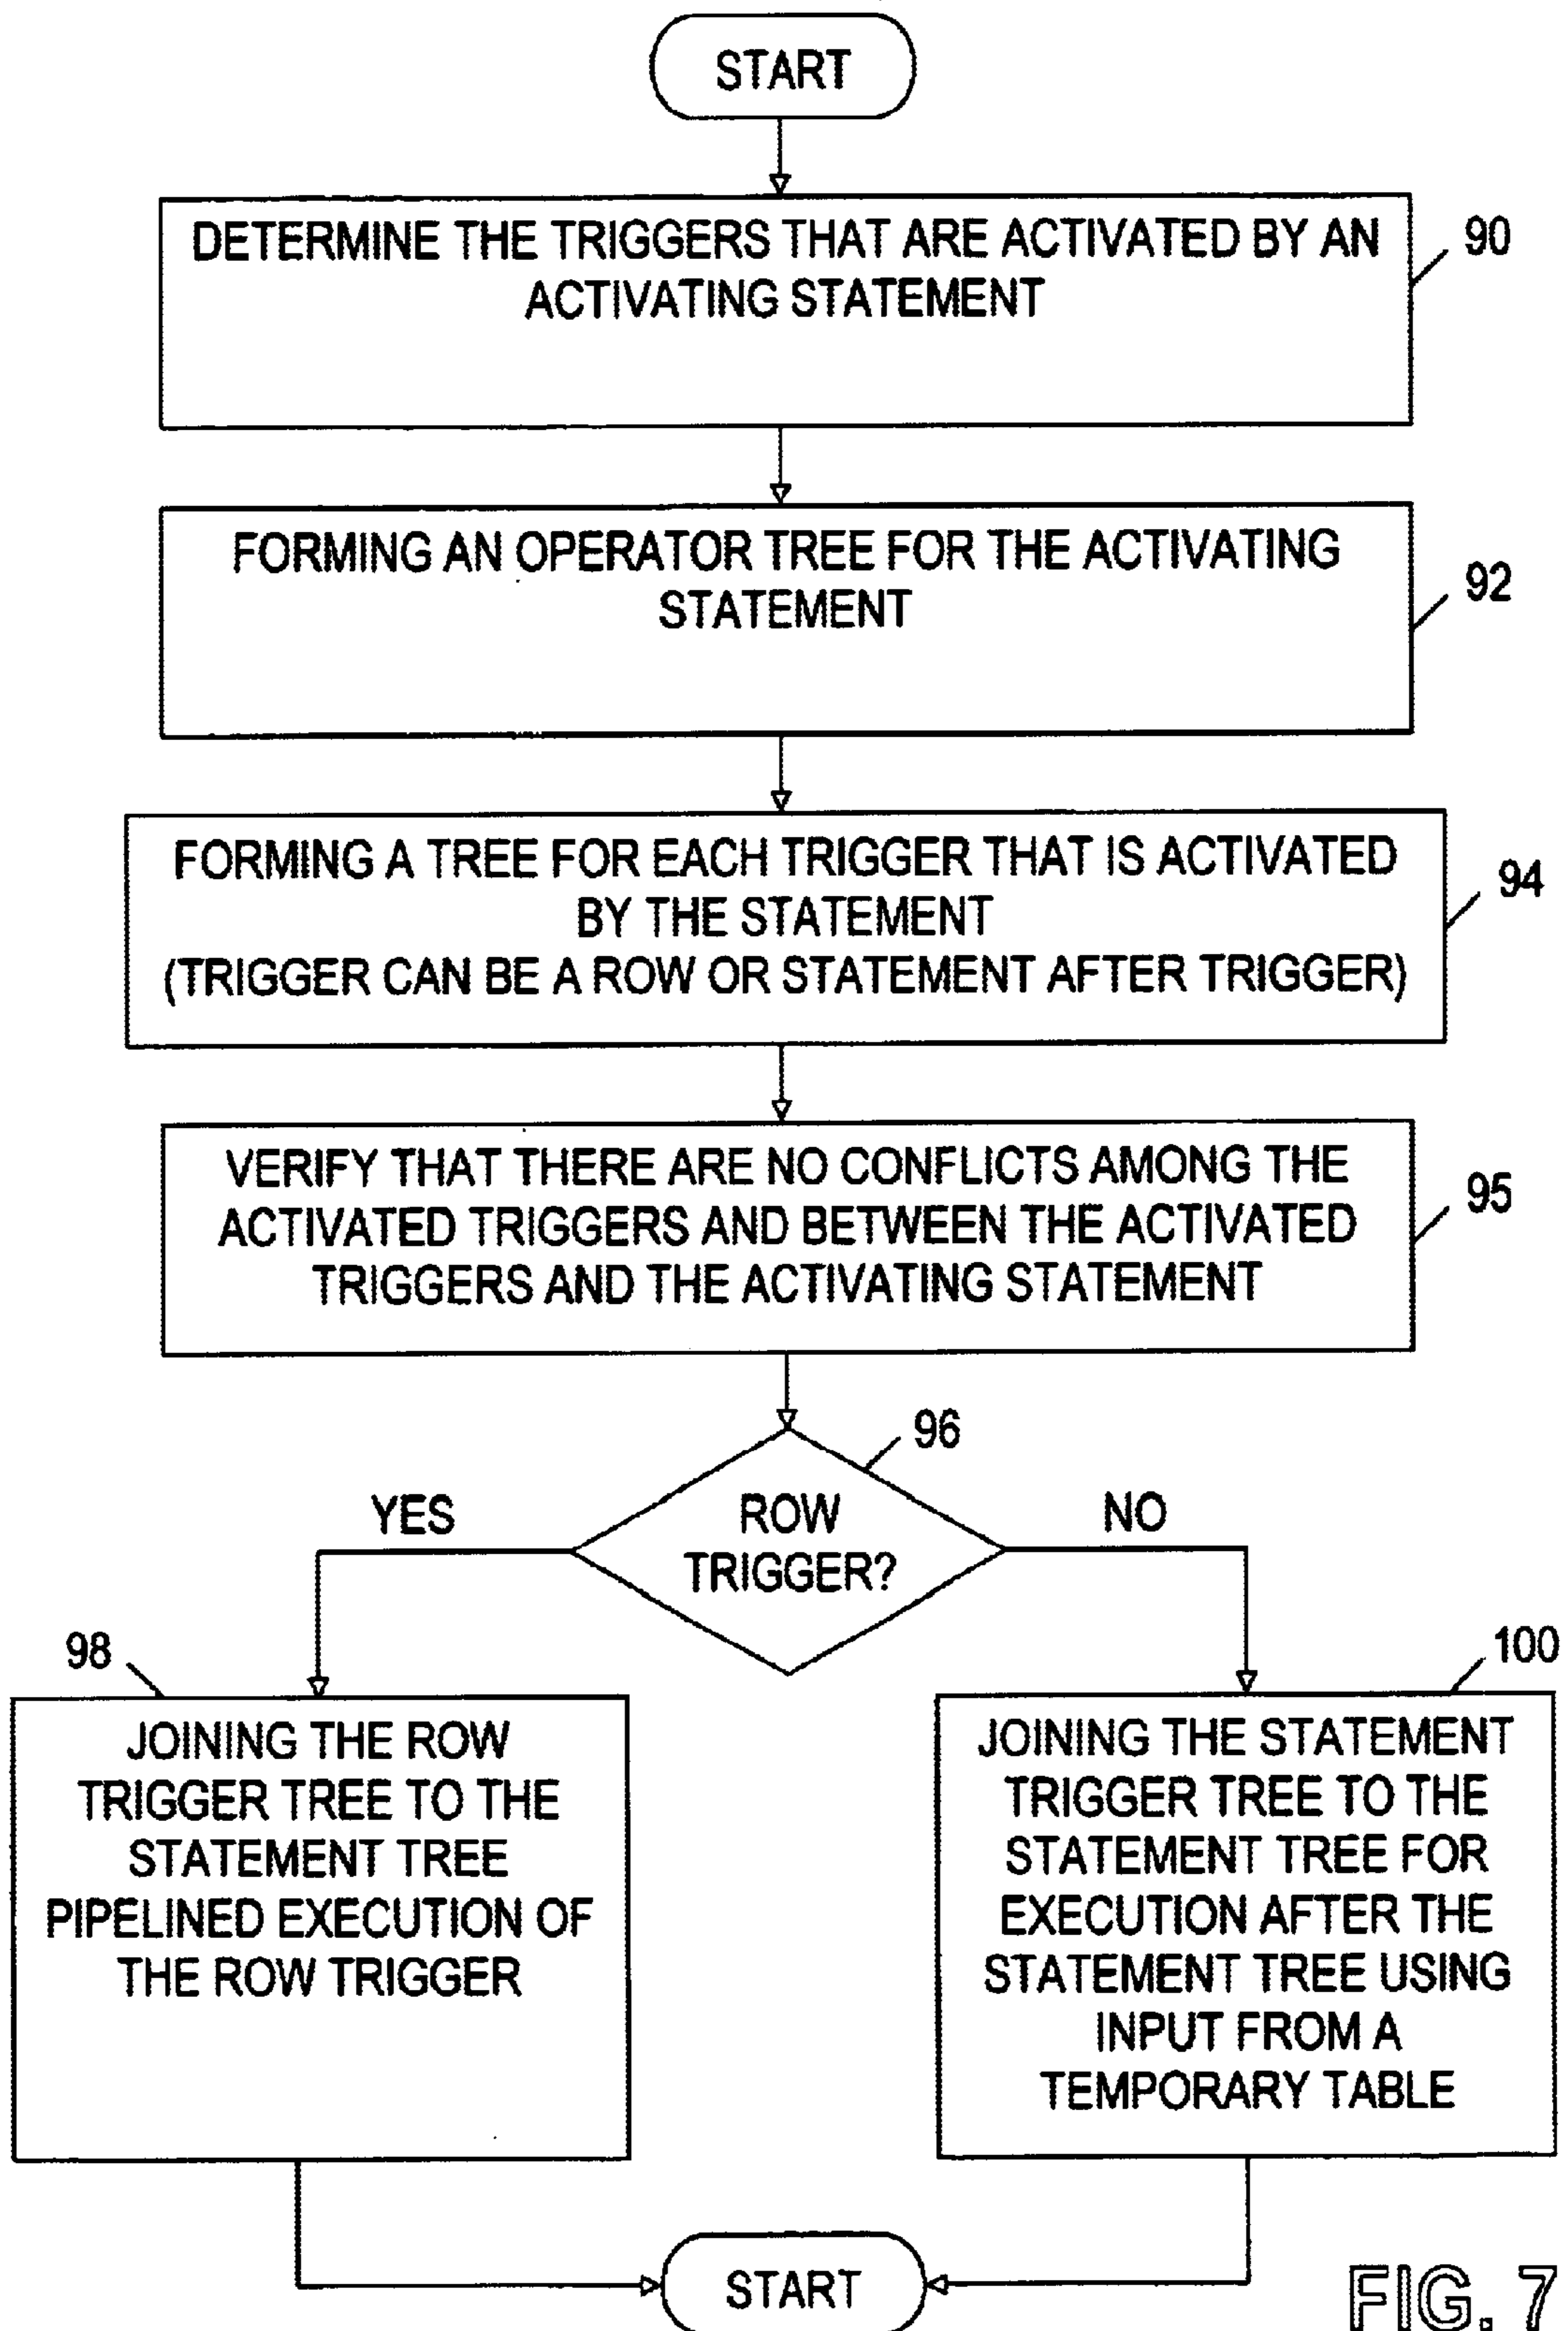 START
DETERMINE THE TRIGGERS THAT ARE ACTIVATED BY AN
ACTIVATING STATEMENT
90
FORMING AN OPERATOR TREE FOR THE ACTIVATING
STATEMENT
92
FORMING A TREE FOR EACH TRIGGER THAT IS ACTIVATED
BY THE STATEMENT
(TRIGGER CAN BE A ROW OR STATEMENT AFTER TRIGGER)
94
VERIFY THAT THERE ARE NO CONFLICTS AMONG THE
ACTIVATED TRIGGERS AND BETWEEN THE ACTIVATED
TRIGGERS AND THE ACTIVATING STATEMENT
95
96
ROW
TRIGGER?
YES
NO
98
JOINING THE ROW
TRIGGER TREE TO THE
STATEMENT TREE
PIPELINED EXECUTION OF
THE ROW TRIGGER
100
JOINING THE STATEMENT
TRIGGER TREE TO THE
STATEMENT TREE FOR
EXECUTION AFTER THE
STATEMENT TREE USING
INPUT FROM A
TEMPORARY TABLE
START
FIG. 7